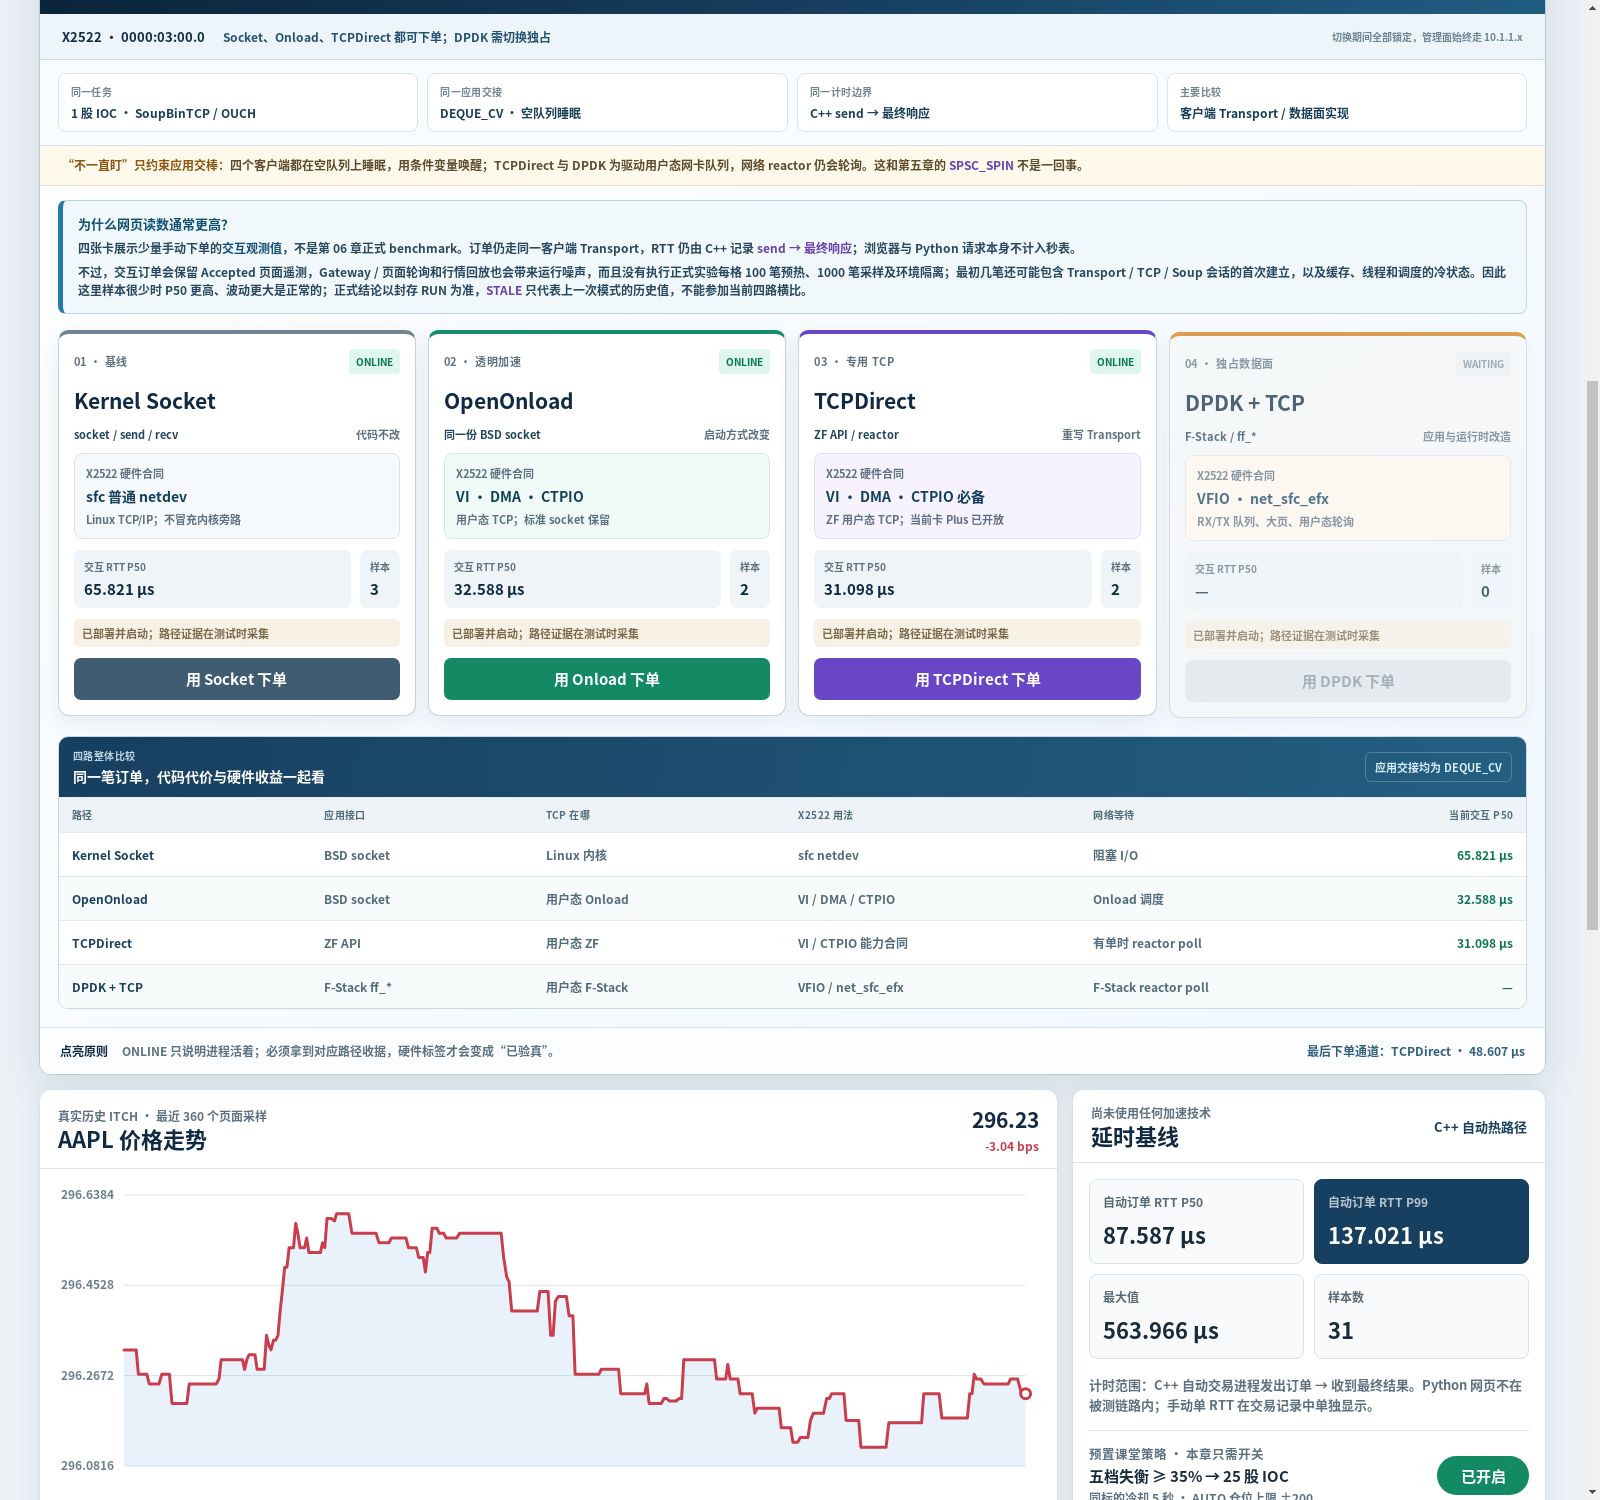 X2522 · 0000:03:00.0 Socket、Onload、TCPDirect 都可下单；DPDK 需切换独占
切换期间全部锁定，管理面始终走 10.1.1.x
同一任务
1 股 IOC · SoupBinTCP / OUCH
同一应用交接
DEQUE_CV · 空队列睡眠
同一计时边界
C++ send → 最终响应
主要比较
客户端 Transport / 数据面实现
“不一直盯”只约束应用交棒：四个客户端都在空队列上睡眠，用条件变量唤醒；TCPDirect 与 DPDK 为驱动用户态网卡队列，网络 reactor 仍会轮询。这和第五章的 SPSC_SPIN 不是一回事。
为什么网页读数通常更高？
四张卡展示少量手动下单的交互观测值，不是第 06 章正式 benchmark。订单仍走同一客户端 Transport，RTT 仍由 C++ 记录 send → 最终响应；浏览器与 Python 请求本身不计入秒表。
不过，交互订单会保留 Accepted 页面遥测，Gateway / 页面轮询和行情回放也会带来运行噪声，而且没有执行正式实验每格 100 笔预热、1000 笔采样及环境隔离；最初几笔还可能包含 Transport / TCP / Soup 会话的首次建立，以及缓存、线程和调度的冷状态。因此
这里样本很少时 P50 更高、波动更大是正常的；正式结论以封存 RUN 为准，STALE 只代表上一次模式的历史值，不能参加当前四路横比。
01 · 基线
ONLINE
Kernel Socket
socket / send / recv
代码不改
X2522 硬件合同
sfc 普通 netdev
Linux TCP/IP；不冒充内核旁路
交互 RTT P50
65.821 µs
样本
3
已部署并启动；路径证据在测试时采集
用 Socket 下单
02 · 透明加速
ONLINE
OpenOnload
同一份 BSD socket
启动方式改变
X2522 硬件合同
VI · DMA · CTPIO
用户态 TCP；标准 socket 保留
交互 RTT P50
32.588 µs
样本
2
已部署并启动；路径证据在测试时采集
用 Onload 下单
03 · 专用 TCP
ONLINE
TCPDirect
ZF API / reactor
重写 Transport
X2522 硬件合同
VI · DMA · CTPIO 必备
ZF 用户态 TCP；当前卡 Plus 已开放
交互 RTT P50
31.098 µs
样本
2
已部署并启动；路径证据在测试时采集
用 TCPDirect 下单
04 · 独占数据面
WAITING
DPDK + TCP
F-Stack / ff_*
应用与运行时改造
X2522 硬件合同
VFIO · net_sfc_efx
RX/TX 队列、大页、用户态轮询
交互 RTT P50
—
样本
0
已部署并启动；路径证据在测试时采集
用 DPDK 下单
四路整体比较
同一笔订单，代码代价与硬件收益一起看
应用交接均为 DEQUE_CV
路径 应用接口 TCP 在哪 X2522 用法 网络等待 当前交互 P50
Kernel Socket BSD socket Linux 内核 sfc netdev 阻塞 I/O 65.821 µs
OpenOnload BSD socket 用户态 Onload VI / DMA / CTPIO Onload 调度 32.588 µs
TCPDirect ZF API 用户态 ZF VI / CTPIO 能力合同 有单时 reactor poll 31.098 µs
DPDK + TCP F-Stack ff_* 用户态 F-Stack VFIO / net_sfc_efx F-Stack reactor poll —
点亮原则 ONLINE 只说明进程活着；必须拿到对应路径收据，硬件标签才会变成“已验真”。
最后下单通道：TCPDirect · 48.607 µs
真实历史 ITCH · 最近 360 个页面采样
AAPL 价格走势
296.23
-3.04 bps
296.6384
296.4528
296.2672
296.0816
尚未使用任何加速技术
延时基线
C++ 自动热路径
自动订单 RTT P50
87.587 µs
自动订单 RTT P99
137.021 µs
最大值
563.966 µs
样本数
31
计时范围：C++ 自动交易进程发出订单 → 收到最终结果。Python 网页不在
被测链路内；手动单 RTT 在交易记录中单独显示。
预置课堂策略 · 本章只需开关
五档失衡 ≥ 35% → 25 股 IOC
已开启
同标的冷却 5 秒 · AUTO 仓位上限 ±200